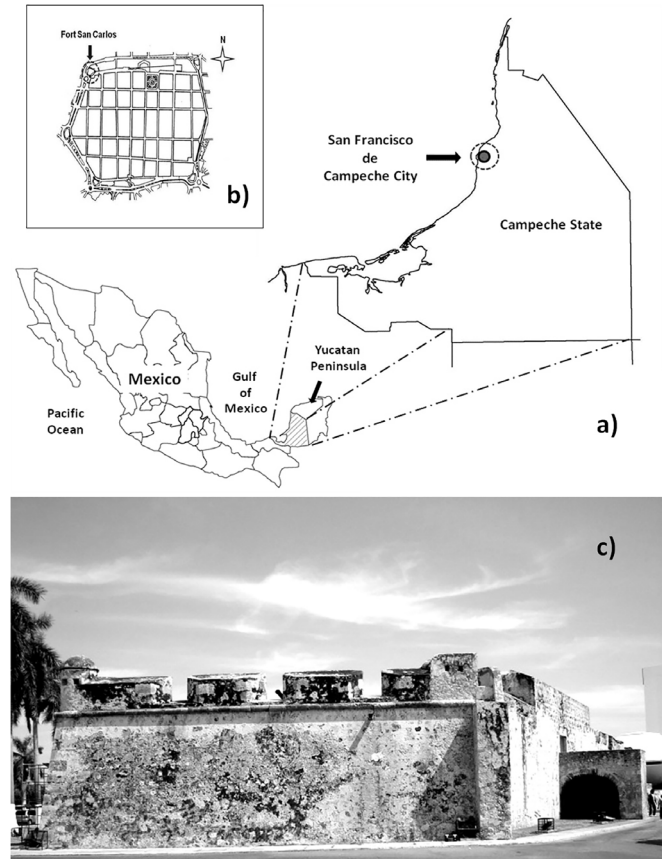 Fort San Carlos
N
b)
San Francisco
de
Campeche City
Campeche State
Yucatan
Peninsula
Mexico
Gulf
of
Mexico
Pacific
Ocean
a)
c)